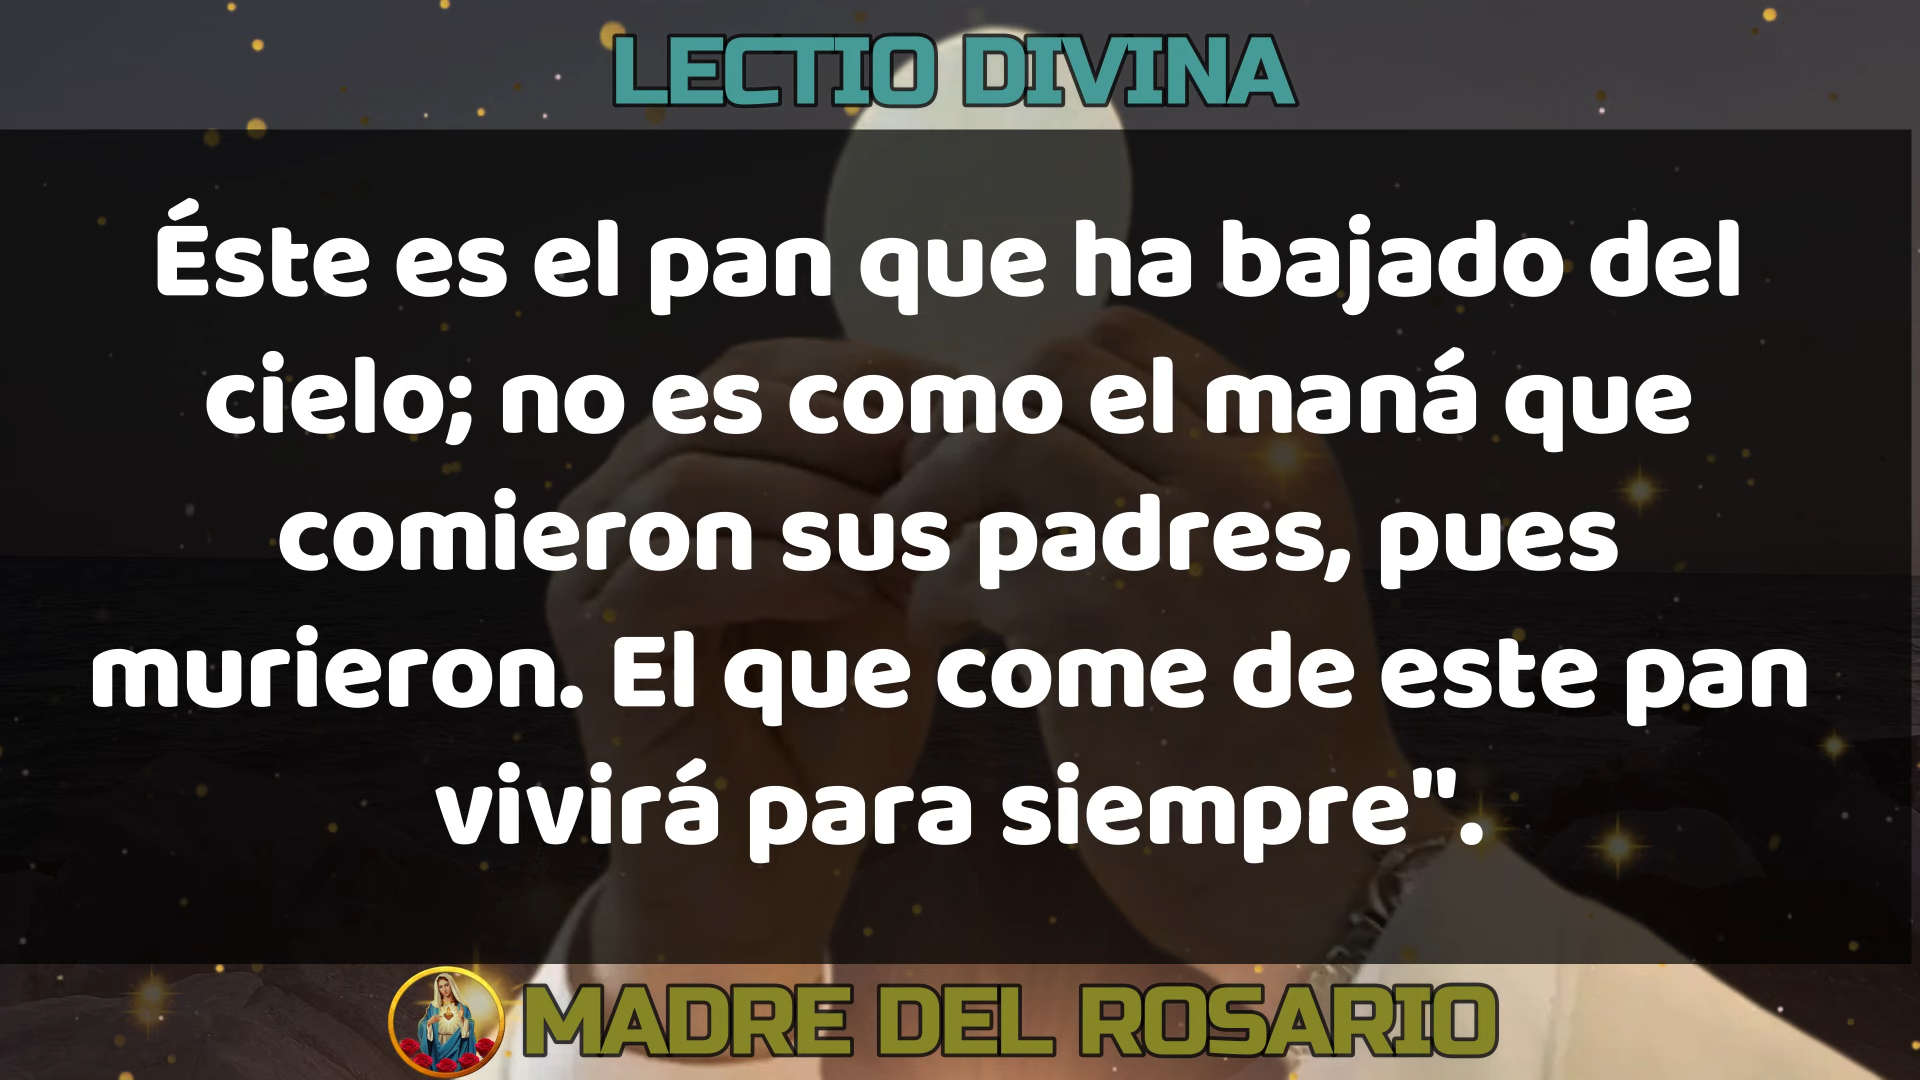 LECTIO DIVINA
Éste es el pan que ha bajado del
cielo; no es como el maná que
comieron sus padres, pues
murieron. El que come de este pan
vivirá para siempre".
MADRE DEL ROSARIO